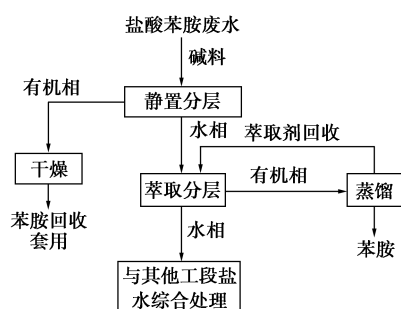 盐酸苯胺废水
碱料
有机相
静置分层
水相
萃取剂回收
干燥
萃取分层
有机相
蒸馏
苯胺回收
套用
水相
苯胺
与其他工段盐
水综合处理